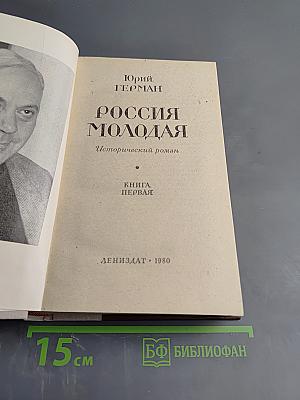 Юрий
ГЕРМАН
РОССИЯ
МОЛОДАЯ
Исторический роман
КНИГА
ПЕРВАЯ
ЛЕНИЗДАТ • 1980
15 см
БФ БИБЛИОФАН